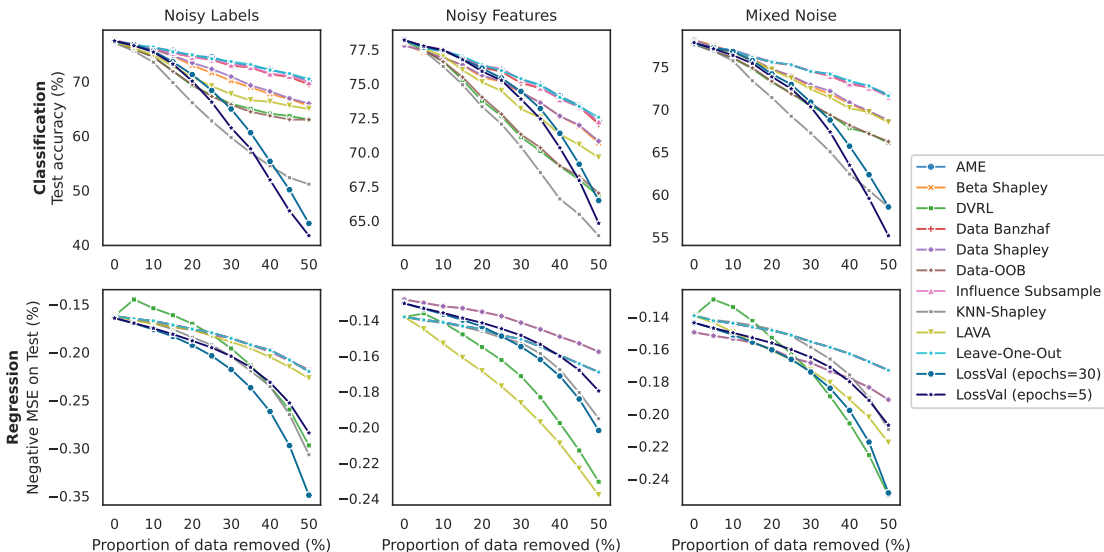 Noisy Labels
Noisy Features
Mixed Noise
Classification
Test accuracy (%)
70
60
50
40
0 10 20 30 40 50
77.5
75.0
72.5
70.0
67.5
65.0
0 10 20 30 40 50
75
70
65
60
55
0 10 20 30 40 50
Regression
Negative MSE on Test (%)
−0.15
−0.20
−0.25
−0.30
−0.35
0 10 20 30 40 50
Proportion of data removed (%)
−0.14
−0.16
−0.18
−0.20
−0.22
−0.24
0 10 20 30 40 50
Proportion of data removed (%)
−0.14
−0.16
−0.18
−0.20
−0.22
−0.24
0 10 20 30 40 50
Proportion of data removed (%)
AME
Beta Shapley
DVRL
Data Banzhaf
Data Shapley
Data-OOB
Influence Subsample
KNN-Shapley
LAVA
Leave-One-Out
LossVal (epochs=30)
LossVal (epochs=5)